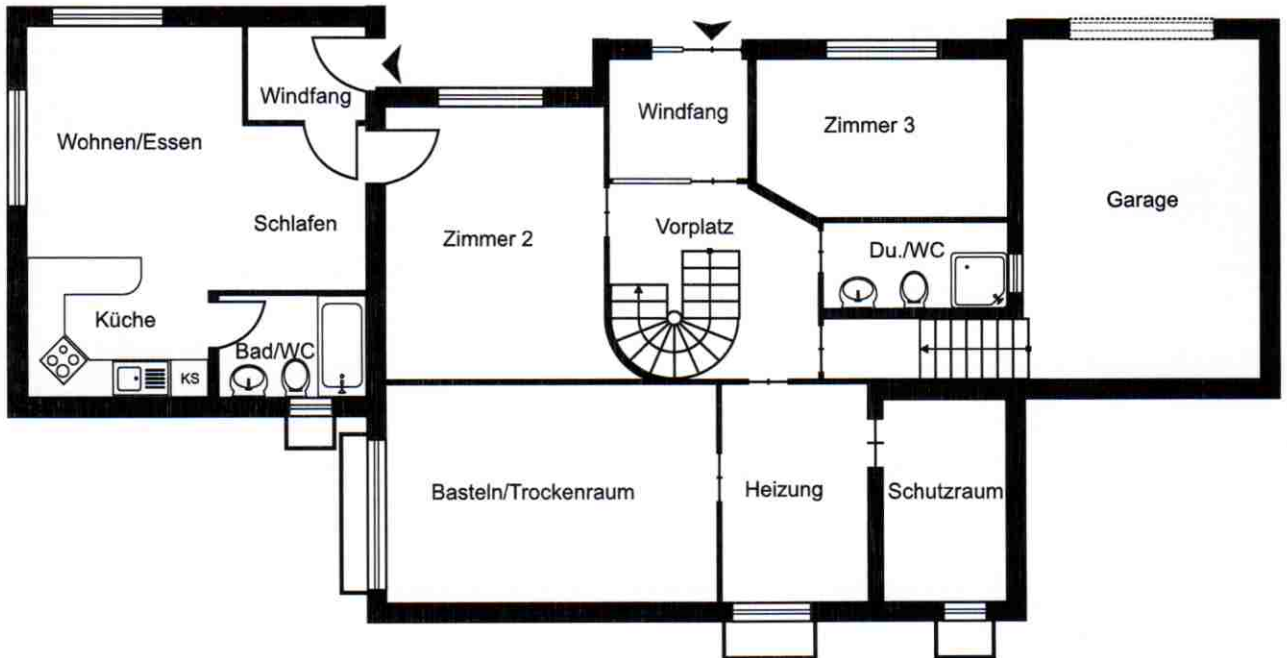 Windfang
Wohnen/Essen
Schlafen
Küche
Bad/WC
KS
Zimmer 2
Windfang
Vorplatz
Zimmer 3
Du./WC
Garage
Basteln/Trockenraum
Heizung
Schutzraum